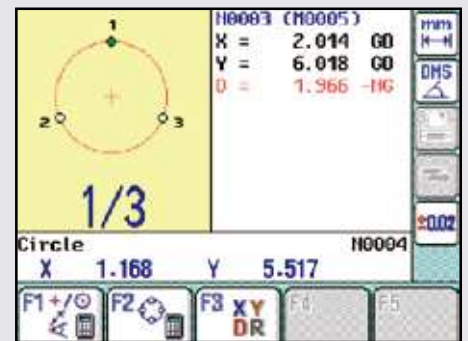 1
2
3
1/3
N0003 (M0005)
X = 2.014 GO
Y = 6.018 GO
D = 1.966 -NG
mm
DMS
±0.02
Circle N0004
X 1.168 Y 5.517
F1 +/
F2
F3 XY
DR
F4
F5